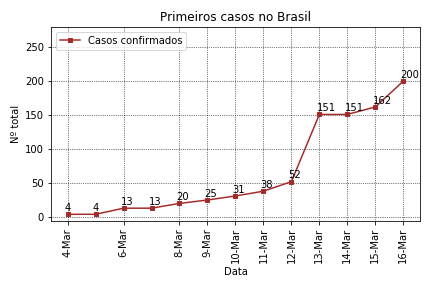 Primeiros casos no Brasil
Casos confirmados
Nº total
250
200
150
100
50
0
4
4
13
13
20
25
31
38
52
151
151
162
200
4-Mar
6-Mar
8-Mar
9-Mar
10-Mar
11-Mar
12-Mar
13-Mar
14-Mar
15-Mar
16-Mar
Data